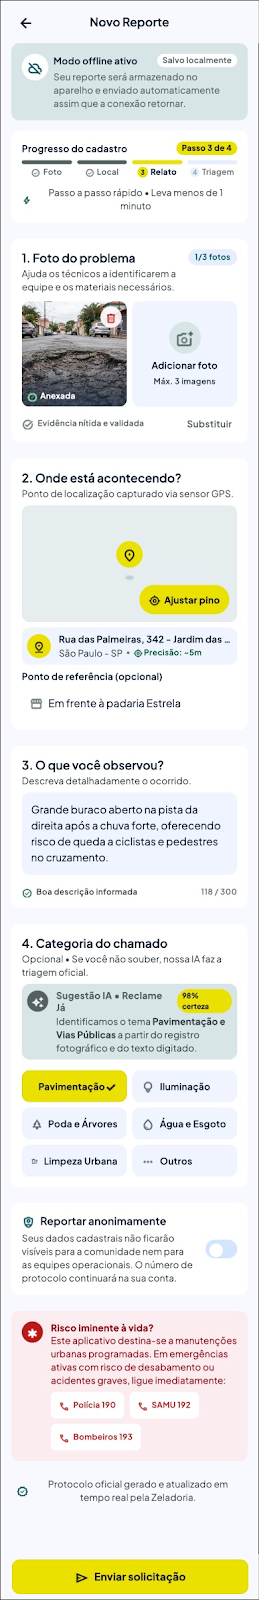 Novo Reporte
Modo offline ativo
Salvo localmente
Seu reporte será armazenado no
aparelho e enviado automaticamente
assim que a conexão retornar.
Progresso do cadastro
Passo 3 de 4
Foto
Local
3 Relato
4 Triagem
Passo a passo rápido • Leva menos de 1
minuto
1. Foto do problema
1/3 fotos
Ajuda os técnicos a identificarem a
equipe e os materiais necessários.
Anexada
Adicionar foto
Máx. 3 imagens
Evidência nítida e validada
Substituir
2. Onde está acontecendo?
Ponto de localização capturado via sensor GPS.
Ajustar pino
Rua das Palmeiras, 342 - Jardim das ...
São Paulo - SP • Precisão: ~5m
Ponto de referência (opcional)
Em frente à padaria Estrela
3. O que você observou?
Descreva detalhadamente o ocorrido.
Grande buraco aberto na pista da
direita após a chuva forte, oferecendo
risco de queda a ciclistas e pedestres
no cruzamento.
Boa descrição informada
118 / 300
4. Categoria do chamado
Opcional • Se você não souber, nossa IA faz a
triagem oficial.
Sugestão IA • Reclame
Já
98%
certeza
Identificamos o tema Pavimentação e
Vias Públicas a partir do registro
fotográfico e do texto digitado.
Pavimentação
Iluminação
Poda e Árvores
Água e Esgoto
Limpeza Urbana
Outros
Reportar anonimamente
Seus dados cadastrais não ficarão
visíveis para a comunidade nem para
as equipes operacionais. O número de
protocolo continuará na sua conta.
Risco iminente à vida?
Este aplicativo destina-se a manutenções
urbanas programadas. Em emergências
ativas com risco de desabamento ou
acidentes graves, ligue imediatamente:
Polícia 190
SAMU 192
Bombeiros 193
Protocolo oficial gerado e atualizado em
tempo real pela Zeladoria.
Enviar solicitação